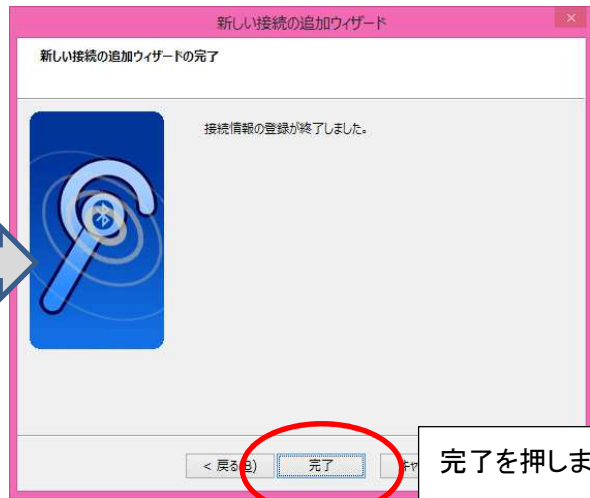 新しい接続の追加ウィザード
新しい接続の追加ウィザードの完了
接続情報の登録が終了しました。
< 戻る(B)
完了
キャ
完了を押しま